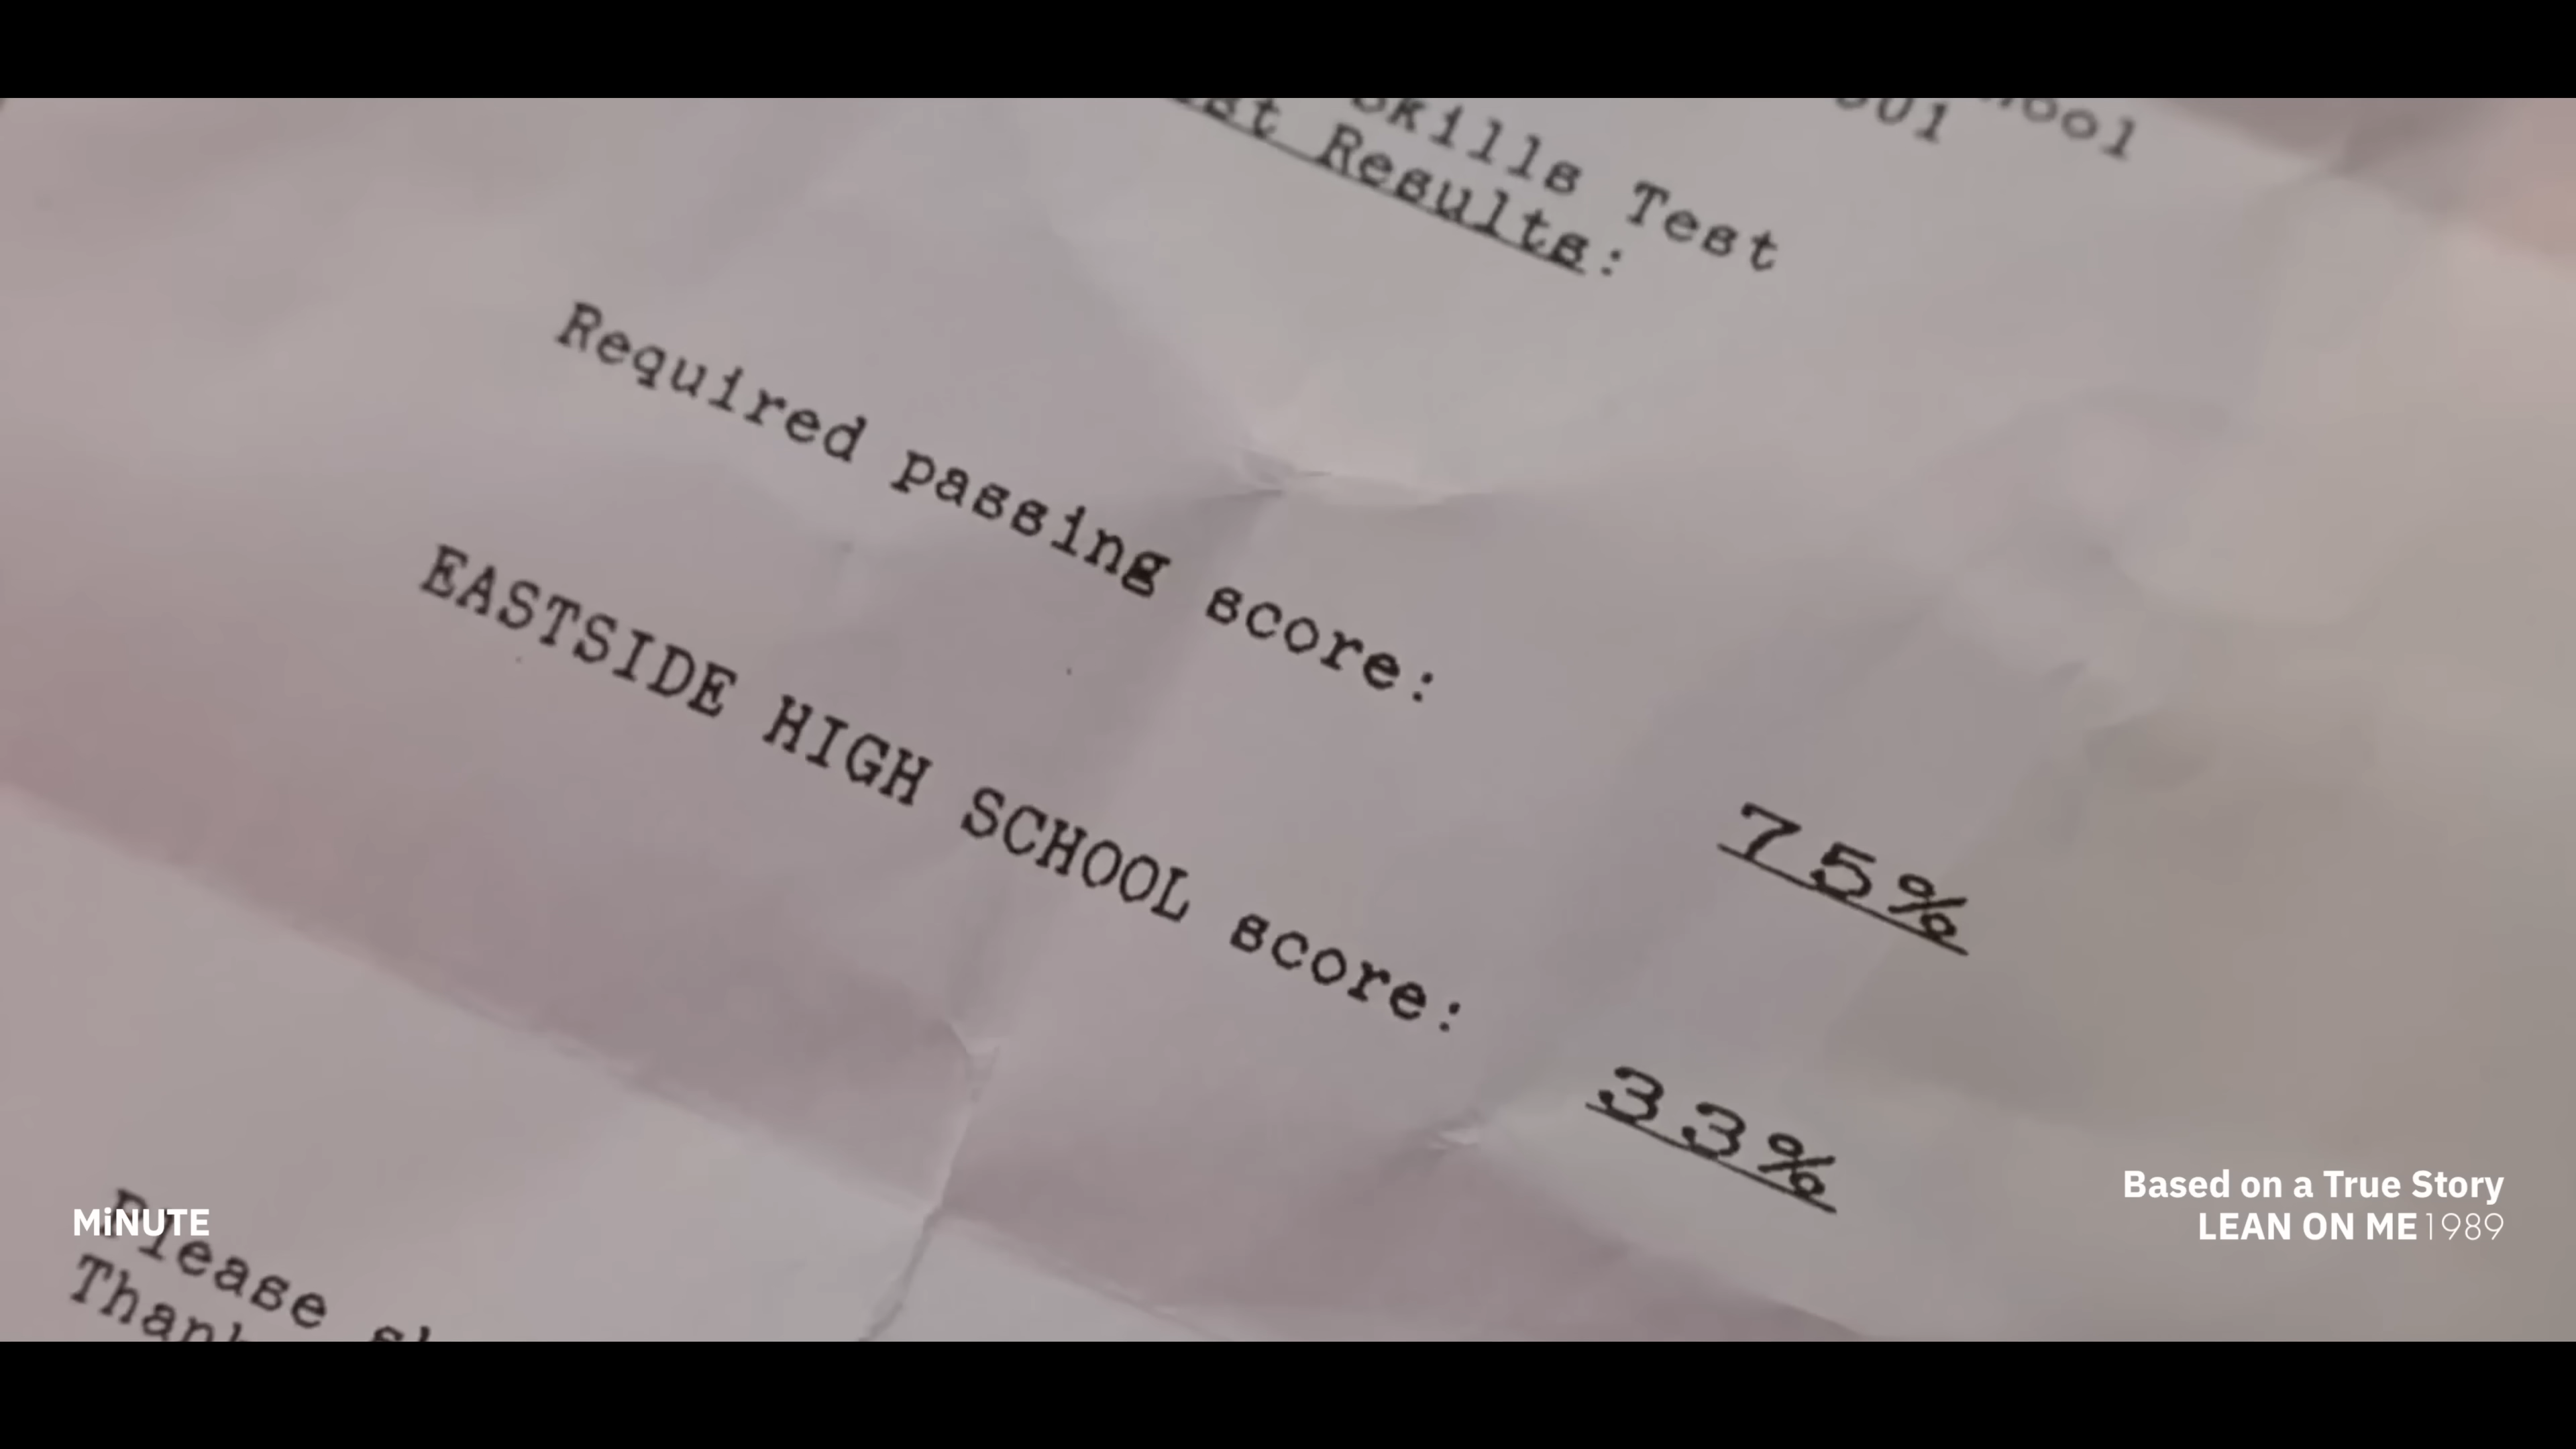 Skills Test
Results:
Required passing score:
75%
EASTSIDE HIGH SCHOOL score:
33%
Please
MiNUTE
Based on a True Story
LEAN ON ME 1989